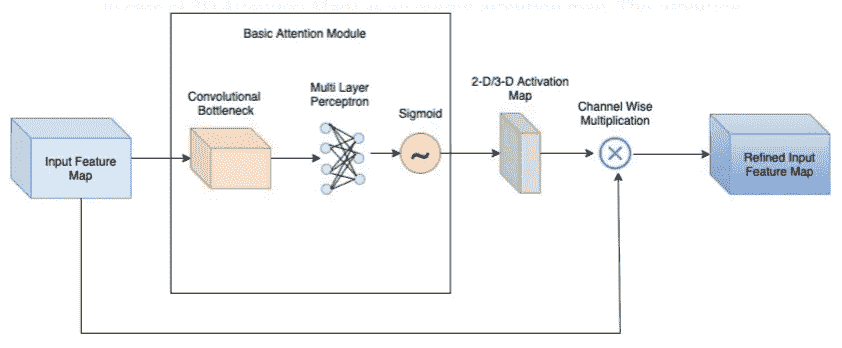 Basic Attention Module
Convolutional
Bottleneck
Multi Layer
Perceptron
Sigmoid
~
2-D/3-D Activation
Map
Channel Wise
Multiplication
Input Feature
Map
Refined Input
Feature Map